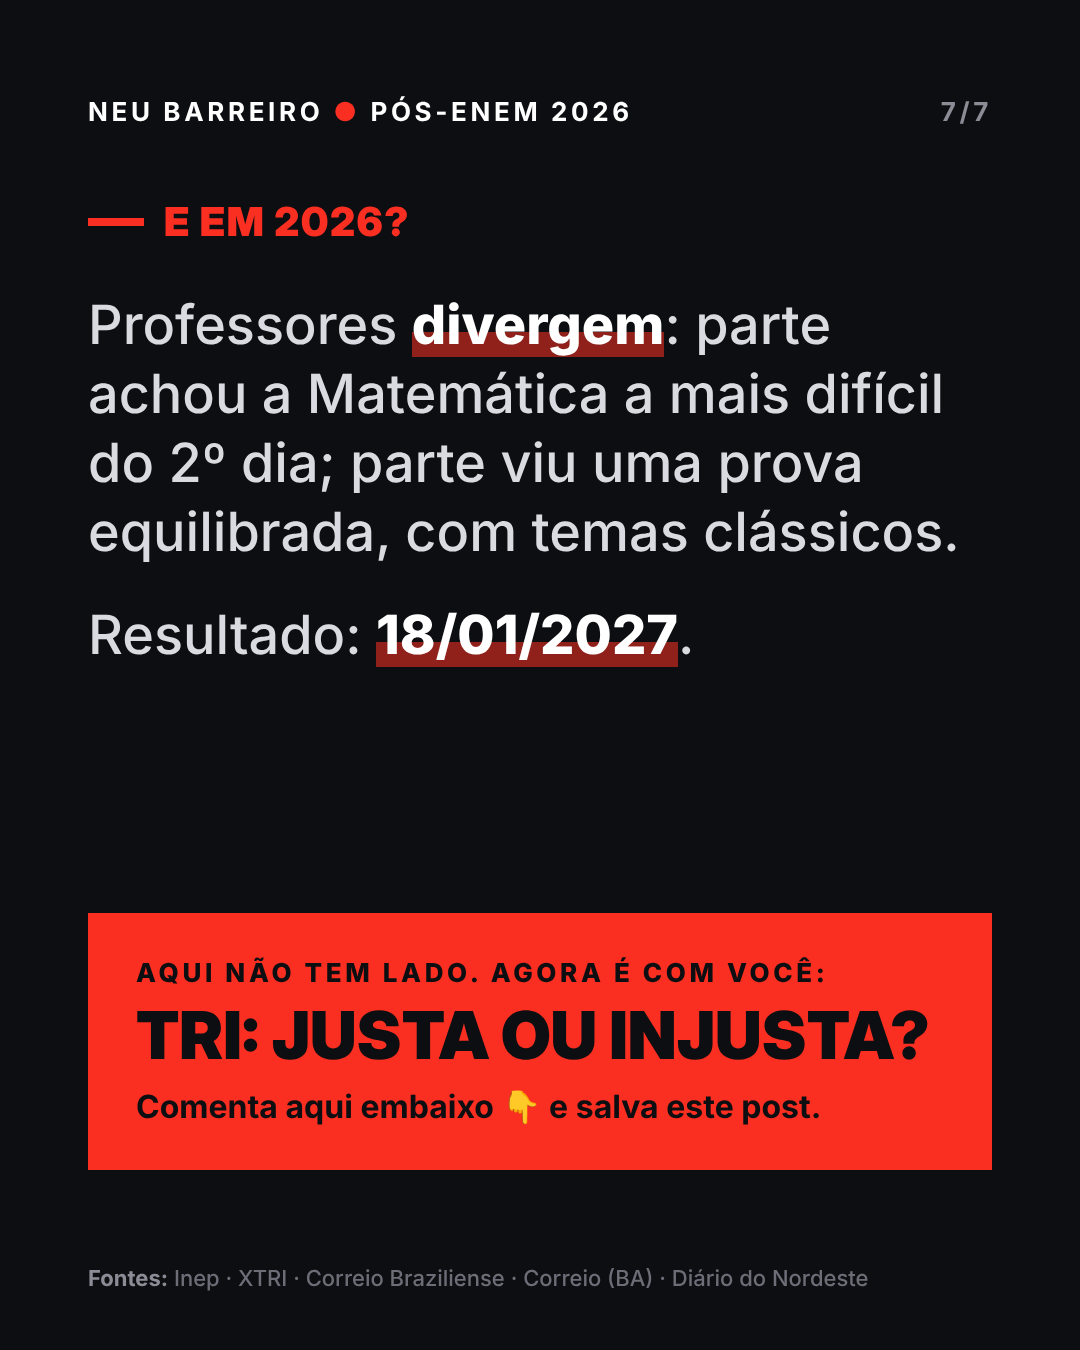 NEU BARREIRO ● PÓS-ENEM 2026
7/7
E EM 2026?
Professores divergem: parte
achou a Matemática a mais difícil
do 2º dia; parte viu uma prova
equilibrada, com temas clássicos.
Resultado: 18/01/2027.
AQUI NÃO TEM LADO. AGORA É COM VOCÊ:
TRI: JUSTA OU INJUSTA?
Comenta aqui embaixo 👇 e salva este post.
Fontes: Inep · XTRI · Correio Braziliense · Correio (BA) · Diário do Nordeste